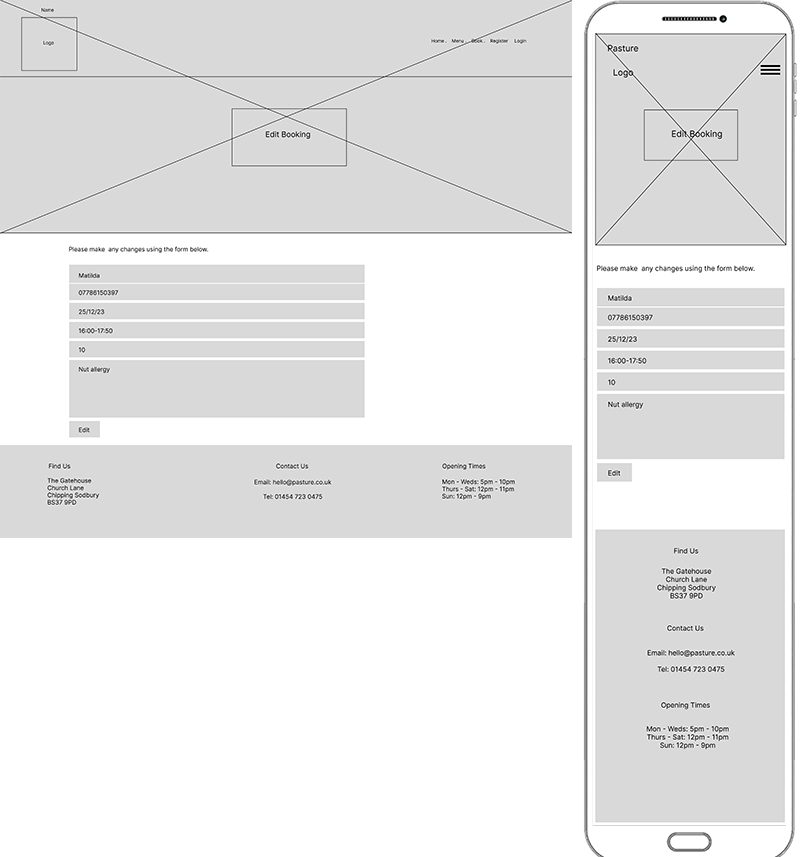 Name
Logo
Home . Menu . Book . Register Login
Edit Booking
Please make any changes using the form below.
Matilda
07786150397
25/12/23
16:00-17:50
10
Nut allergy
Edit
Find Us
The Gatehouse
Church Lane
Chipping Sodbury
BS37 9PD
Contact Us
Email: hello@pasture.co.uk
Tel: 01454 723 0475
Opening Times
Mon - Weds: 5pm - 10pm
Thurs - Sat: 12pm - 11pm
Sun: 12pm - 9pm
Pasture
Logo
Edit Booking
Please make any changes using the form below.
Matilda
07786150397
25/12/23
16:00-17:50
10
Nut allergy
Edit
Find Us
The Gatehouse
Church Lane
Chipping Sodbury
BS37 9PD
Contact Us
Email: hello@pasture.co.uk
Tel: 01454 723 0475
Opening Times
Mon - Weds: 5pm - 10pm
Thurs - Sat: 12pm - 11pm
Sun: 12pm - 9pm